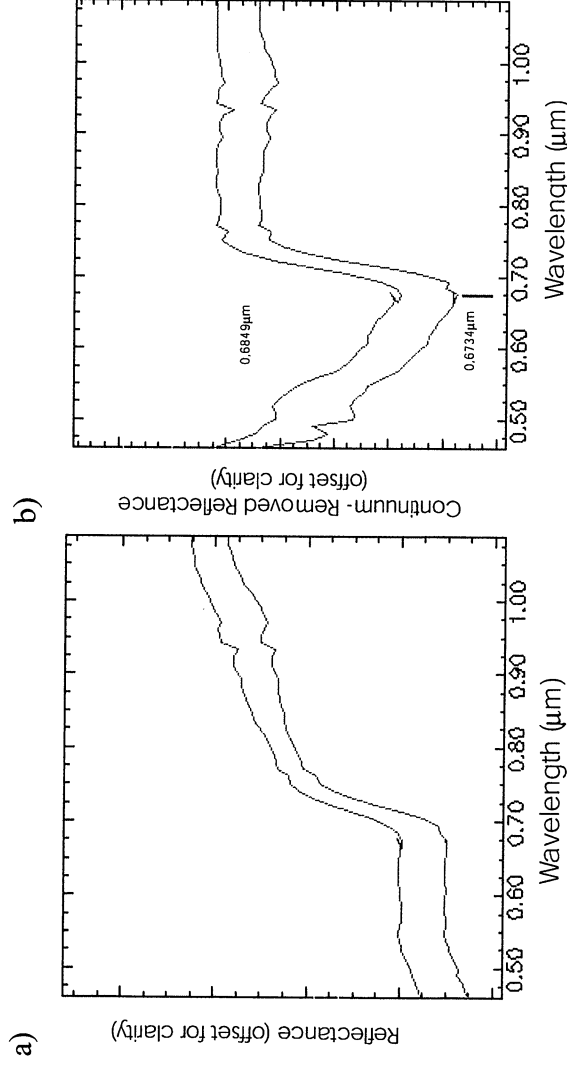 a)
Reflectance (offset for clarity)
0.50
0.60
0.70
0.80
0.90
1.00
Wavelength (μm)
b)
Continuum - Removed Reflectance
(offset for clarity)
0.6849μm
0.6734μm
0.50
0.60
0.70
0.80
0.90
1.00
Wavelength (μm)